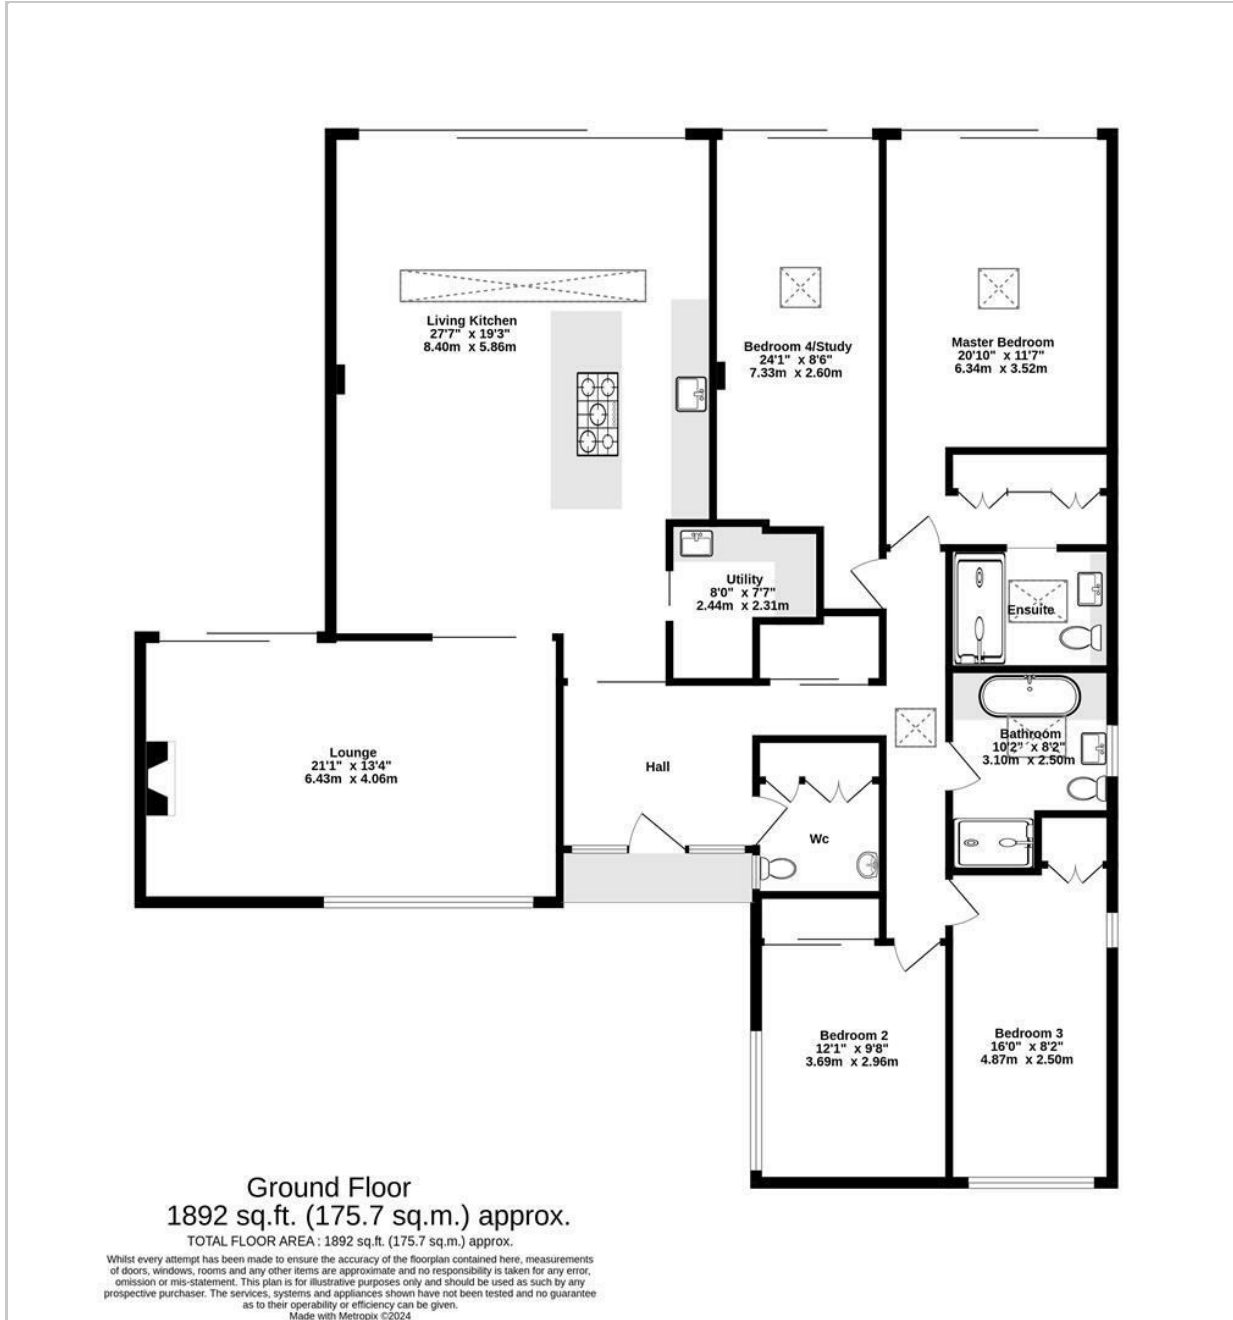 Living Kitchen
27'7" x 19'3"
8.40m x 5.86m
Bedroom 4/Study
24'1" x 8'6"
7.33m x 2.60m
Master Bedroom
20'10" x 11'7"
6.34m x 3.52m
Utility
8'0" x 7'7"
2.44m x 2.31m
Ensuite
Lounge
21'1" x 13'4"
6.43m x 4.06m
Hall
Bathroom
10'2" x 8'2"
3.10m x 2.50m
Wc
Bedroom 2
12'1" x 9'8"
3.69m x 2.96m
Bedroom 3
16'0" x 8'2"
4.87m x 2.50m
Ground Floor
1892 sq.ft. (175.7 sq.m.) approx.
TOTAL FLOOR AREA : 1892 sq.ft. (175.7 sq.m.) approx.
Whilst every attempt has been made to ensure the accuracy of the floorplan contained here, measurements
of doors, windows, rooms and any other items are approximate and no responsibility is taken for any error,
omission or mis-statement. This plan is for illustrative purposes only and should be used as such by any
prospective purchaser. The services, systems and appliances shown have not been tested and no guarantee
as to their operability or efficiency can be given.
Made with Metropix ©2024